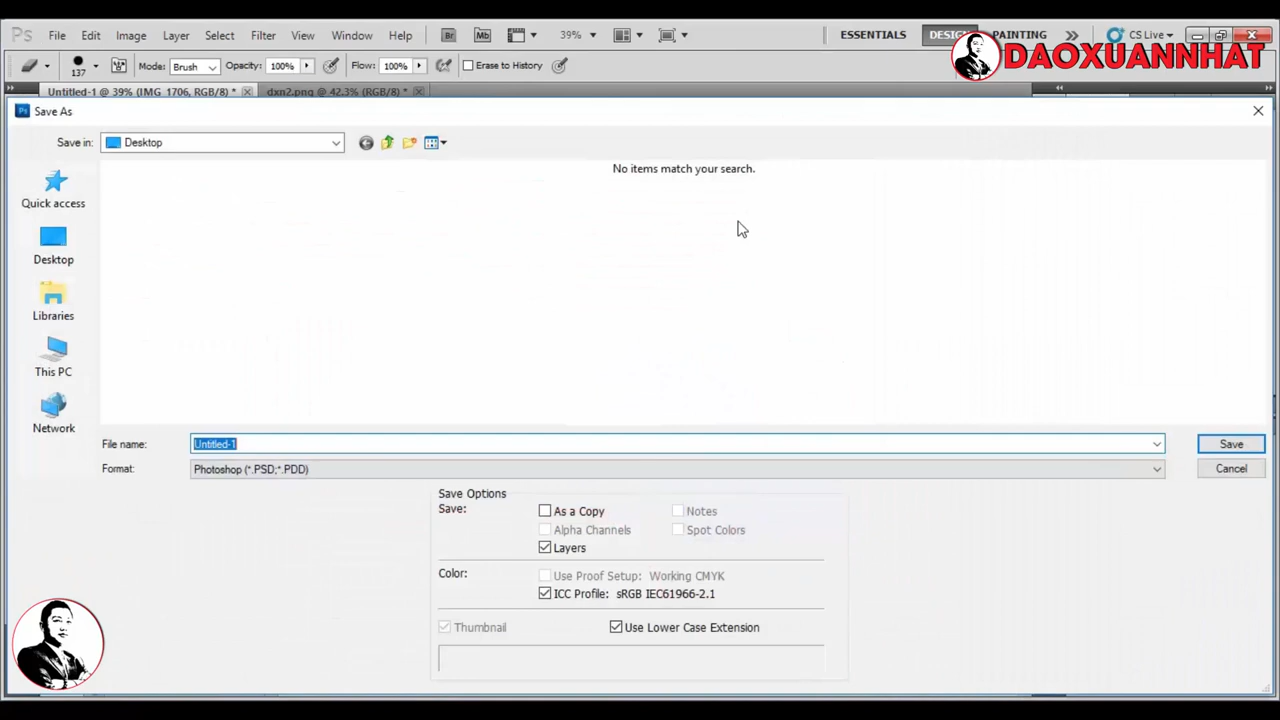 Ps File Edit Image Layer Select Filter View Window Help Br Mb 39% ESSENTIALS DESIGN PAINTING CS Live
DAOXUANNHAT
137 Mode: Brush Opacity: 100% Flow: 100% Erase to History
Untitled-1 @ 39% (IMG_1706, RGB/8) * dxn2.png @ 42.3% (RGB/8) *
Ps Save As
Save in: Desktop
No items match your search.
Quick access
Desktop
Libraries
This PC
Network
File name: Untitled-1 Save
Format: Photoshop (*.PSD;*.PDD) Cancel
Save Options
Save: As a Copy Notes
Alpha Channels Spot Colors
Layers
Color: Use Proof Setup: Working CMYK
ICC Profile: sRGB IEC61966-2.1
Thumbnail Use Lower Case Extension